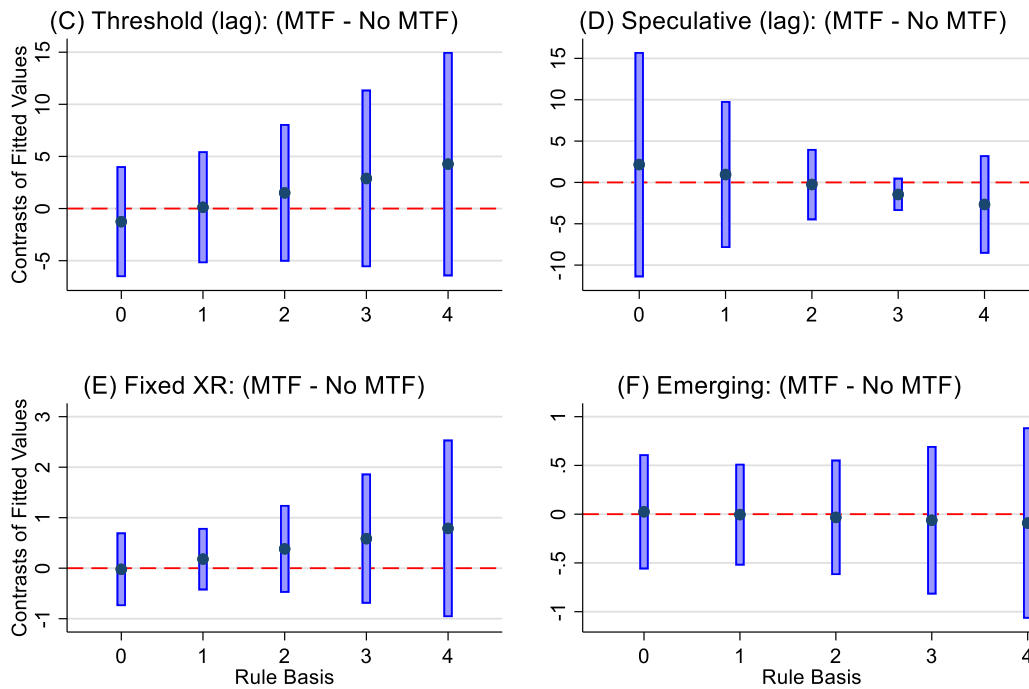 (C) Threshold (lag): (MTF - No MTF)
Contrasts of Fitted Values
15
10
5
0
-5
0 1 2 3 4
(D) Speculative (lag): (MTF - No MTF)
15
10
5
0
-5
-10
0 1 2 3 4
(E) Fixed XR: (MTF - No MTF)
Contrasts of Fitted Values
3
2
1
0
-1
0 1 2 3 4
Rule Basis
(F) Emerging: (MTF - No MTF)
1
.5
0
-.5
-1
0 1 2 3 4
Rule Basis